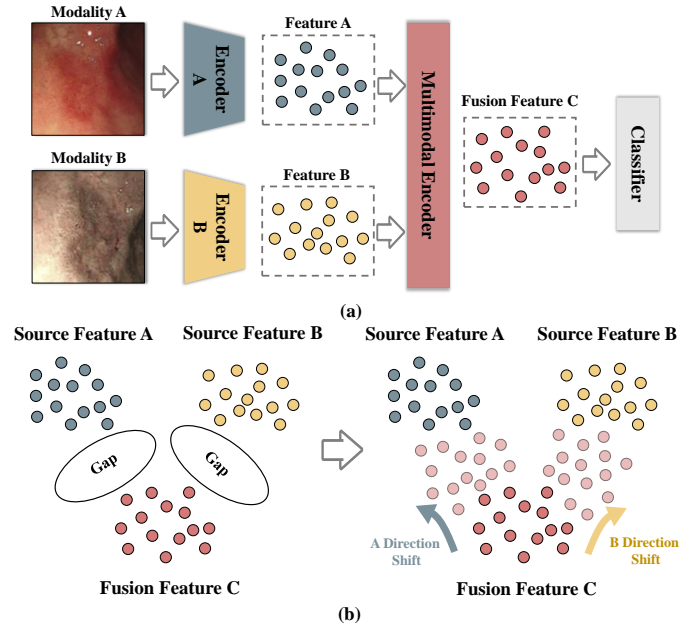 Modality A
Encoder
A
Feature A
Multimodal Encoder
Fusion Feature C
Classifier
Modality B
Encoder
B
Feature B
(a)
Source Feature A
Source Feature B
Gap
Gap
Fusion Feature C
Source Feature A
Source Feature B
A Direction
Shift
B Direction
Shift
Fusion Feature C
(b)